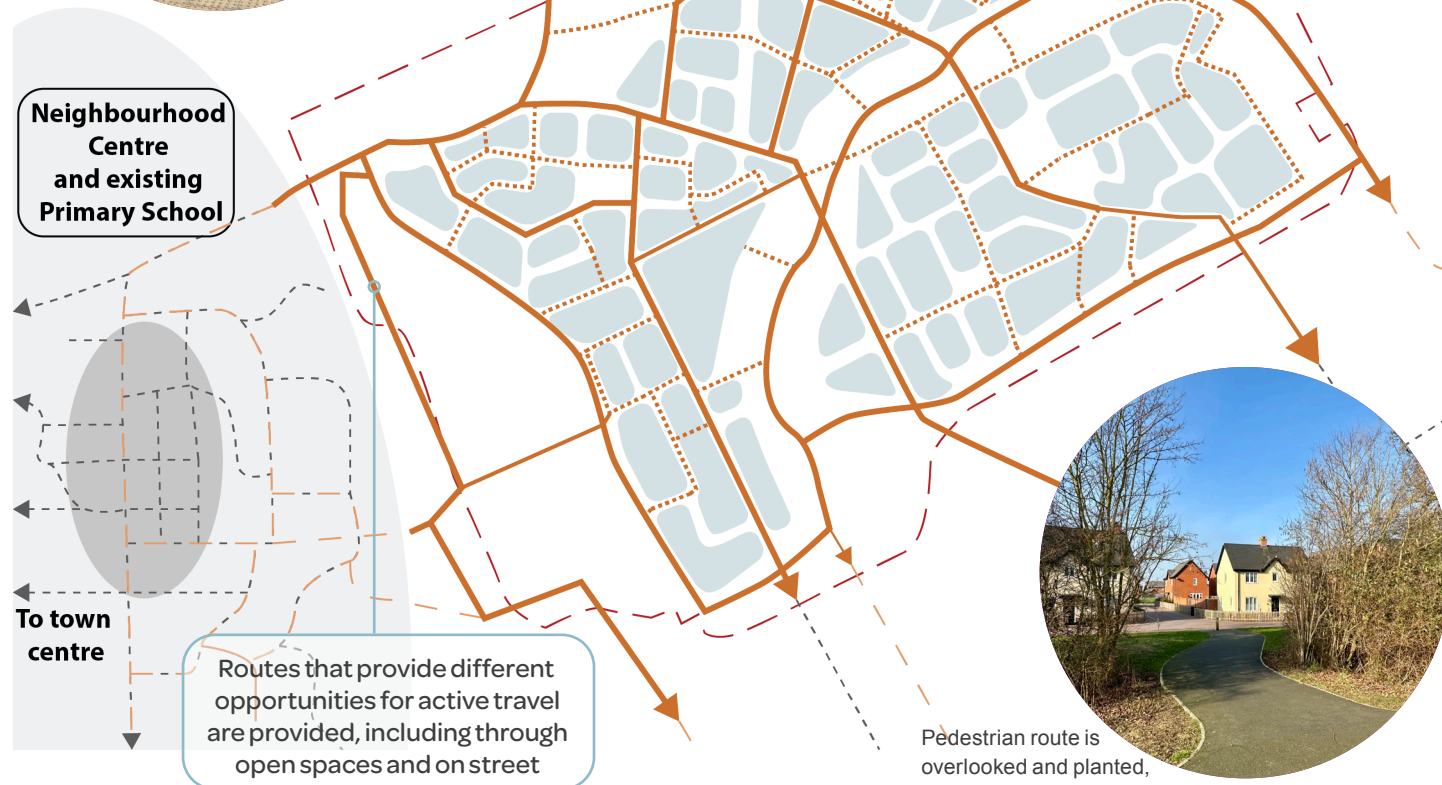 Neighbourhood
Centre
and existing
Primary School
To town
centre
Routes that provide different
opportunities for active travel
are provided, including through
open spaces and on street
Pedestrian route is
overlooked and planted,